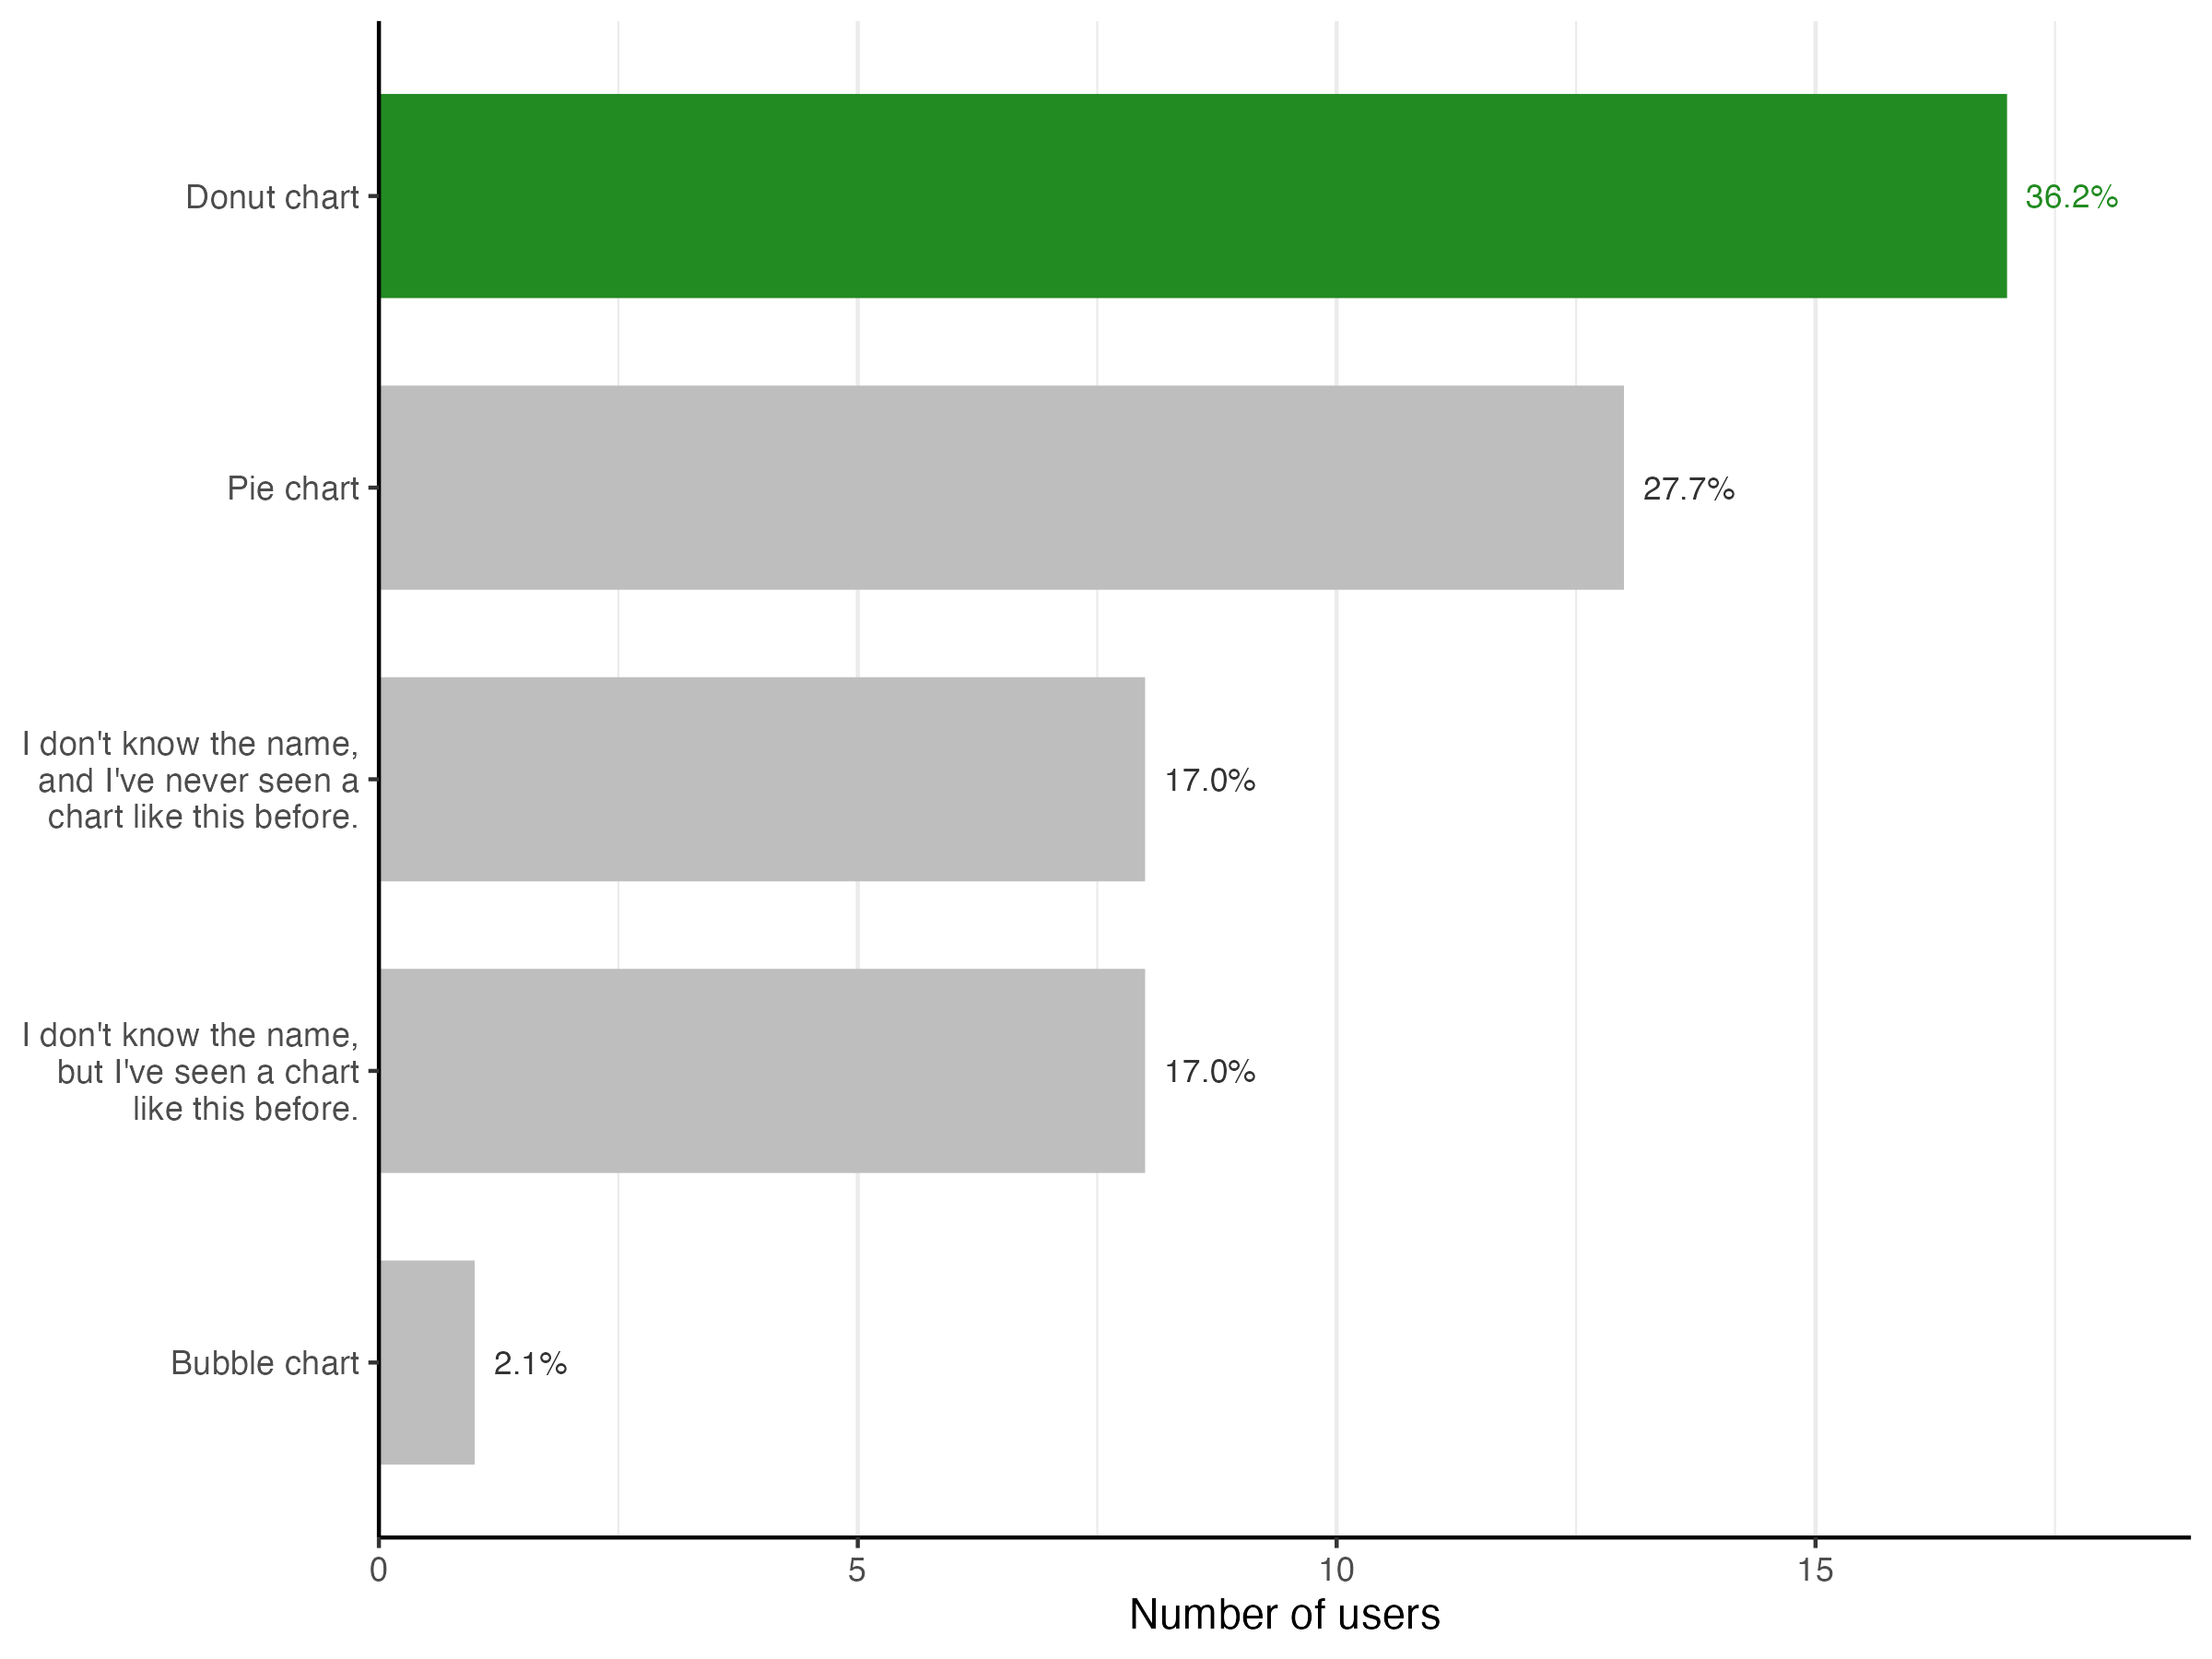 Donut chart
36.2%
Pie chart
27.7%
I don't know the name,
and I've never seen a
chart like this before.
17.0%
I don't know the name,
but I've seen a chart
like this before.
17.0%
Bubble chart
2.1%
0 5 10 15
Number of users